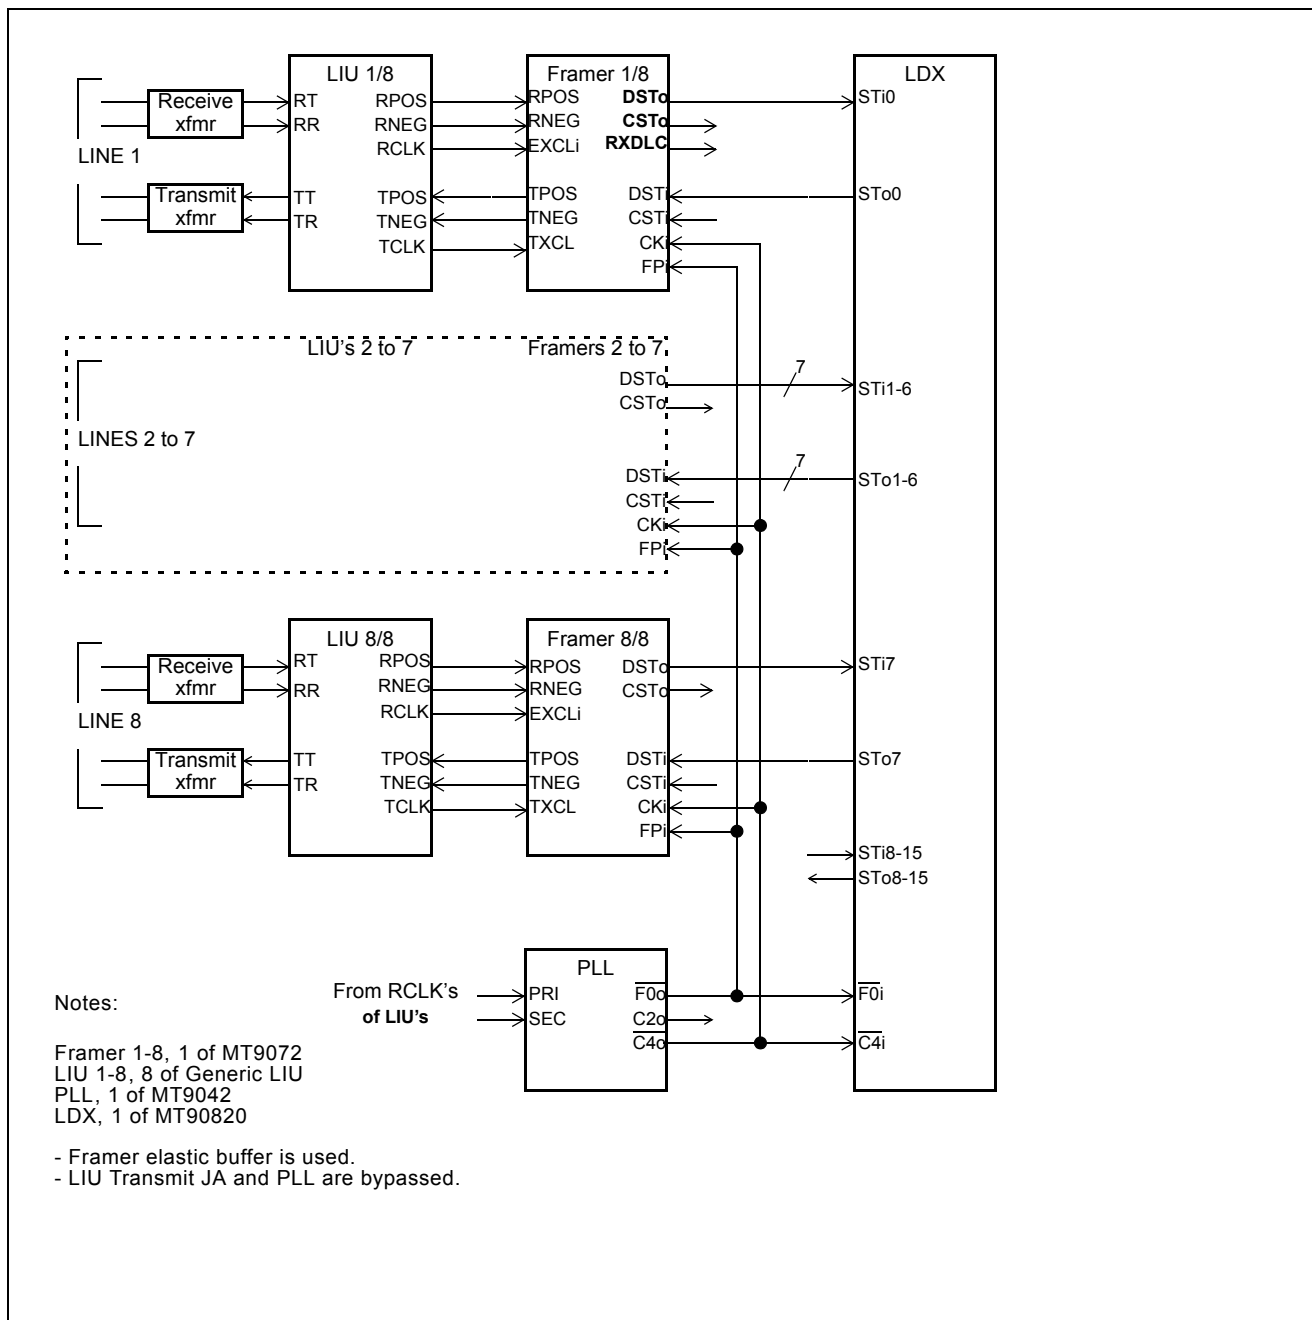 LIU 1/8
Framer 1/8
LDX
Receive
xfmr
RT
RR
RPOS
RNEG
RCLK
RPOS
RNEG
EXCLi
DSTo
CSTo
RXDLC
STi0
LINE 1
Transmit
xfmr
TT
TR
TPOS
TNEG
TCLK
TPOS
TNEG
TXCL
DSTi
CSTi
CKi
FPi
STo0
LIU's 2 to 7
Framers 2 to 7
DSTo
CSTo
7
STi1-6
LINES 2 to 7
DSTi
CSTi
CKi
FPi
7
STo1-6
LIU 8/8
Framer 8/8
Receive
xfmr
RT
RR
RPOS
RNEG
RCLK
RPOS
RNEG
EXCLi
DSTo
CSTo
STi7
LINE 8
Transmit
xfmr
TT
TR
TPOS
TNEG
TCLK
TPOS
TNEG
TXCL
DSTi
CSTi
CKi
FPi
STo7
STi8-15
STo8-15
PLL
From RCLK's
of LIU's
PRI
SEC
F0o
C2o
C4o
F0i
C4i
Notes:
Framer 1-8, 1 of MT9072
LIU 1-8, 8 of Generic LIU
PLL, 1 of MT9042
LDX, 1 of MT90820
- Framer elastic buffer is used.
- LIU Transmit JA and PLL are bypassed.